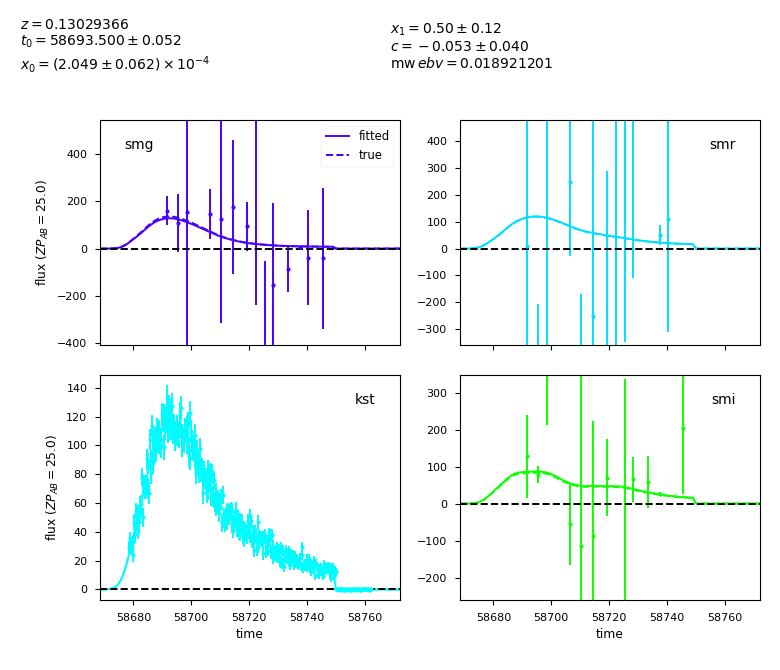 z = 0.13029366
t₀ = 58693.500 ± 0.052
x₀ = (2.049 ± 0.062) × 10⁻⁴
x₁ = 0.50 ± 0.12
c = −0.053 ± 0.040
mw ebv = 0.018921201
smg
fitted
true
flux (ZP_AB = 25.0)
400
200
0
−200
−400
smr
400
300
200
100
0
−100
−200
−300
kst
flux (ZP_AB = 25.0)
140
120
100
80
60
40
20
0
58680 58700 58720 58740 58760
time
smi
300
200
100
0
−100
−200
58680 58700 58720 58740 58760
time